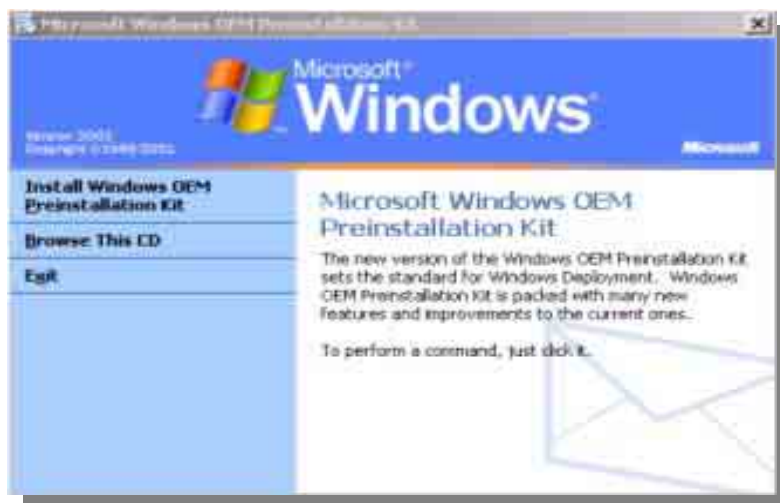 Microsoft Windows OEM Preinstallation Kit
Microsoft®
Windows
Version 2002
Microsoft
Install Windows OEM
Preinstallation Kit
Browse This CD
Exit
Microsoft Windows OEM
Preinstallation Kit
The new version of the Windows OEM Preinstallation Kit
sets the standard for Windows Deployment. Windows
OEM Preinstallation Kit is packed with many new
features and improvements to the current ones.
To perform a command, just click it.